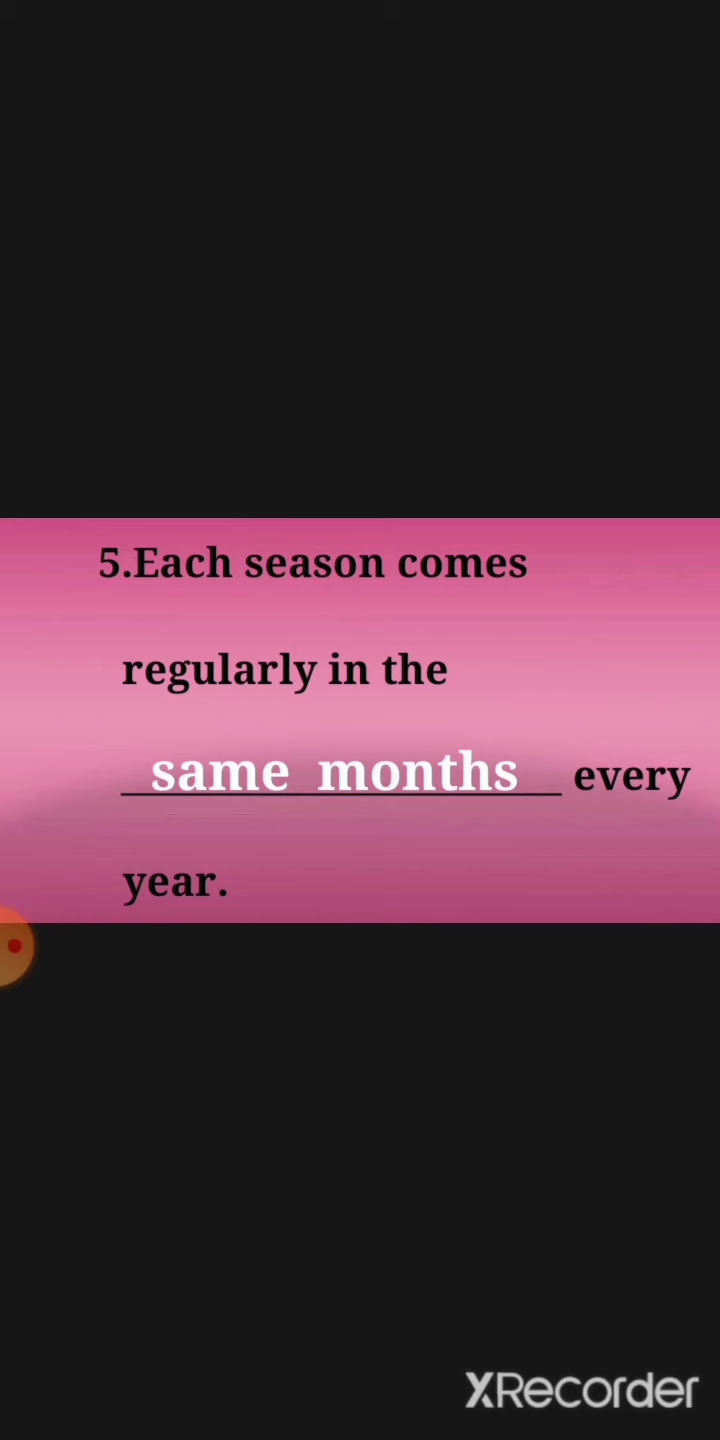 5.Each season comes
regularly in the
same months every
year.
XRecorder